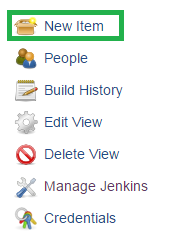 New Item
People
Build History
Edit View
Delete View
Manage Jenkins
Credentials